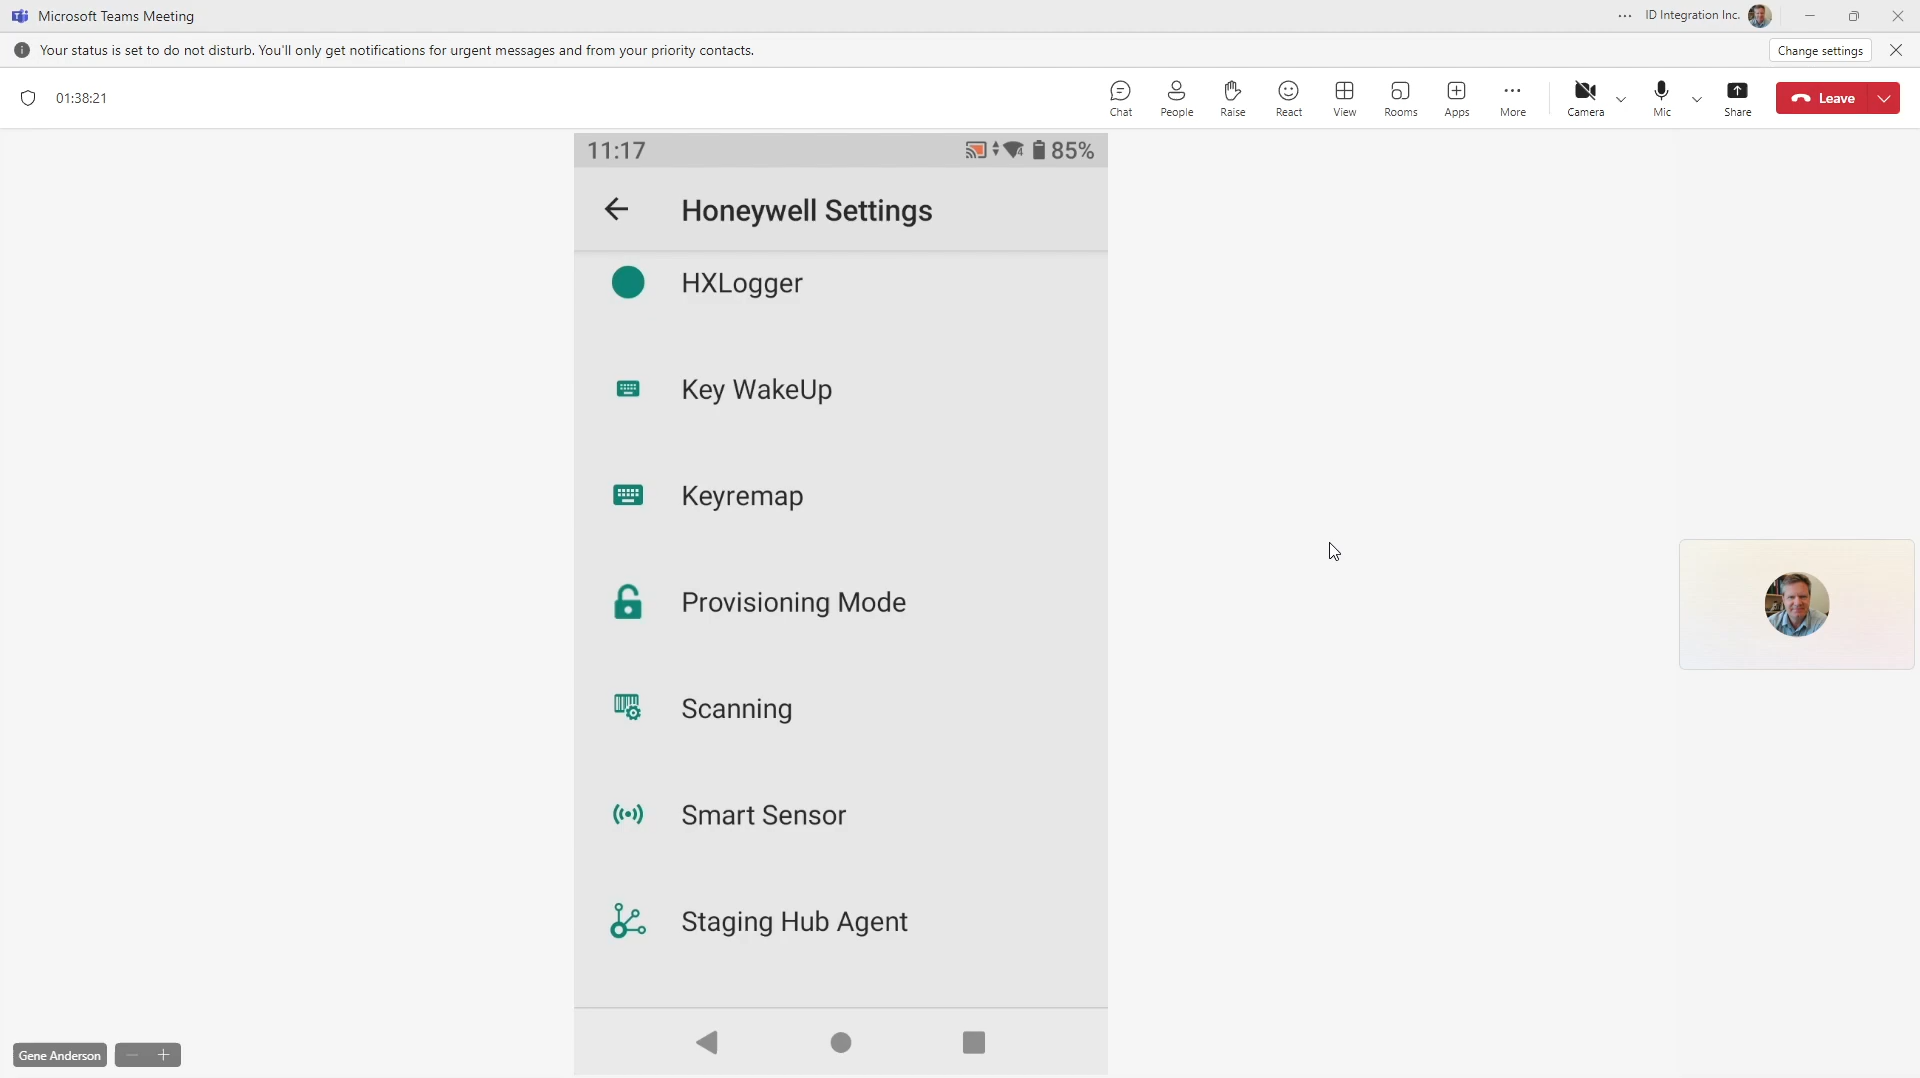 Microsoft Teams Meeting
ID Integration Inc.
Your status is set to do not disturb. You'll only get notifications for urgent messages and from your priority contacts.
Change settings
01:38:21
Chat
People
Raise
React
View
Rooms
Apps
More
Camera
Mic
Share
Leave
11:17
85%
Honeywell Settings
HXLogger
Key WakeUp
Keyremap
Provisioning Mode
Scanning
Smart Sensor
Staging Hub Agent
Gene Anderson